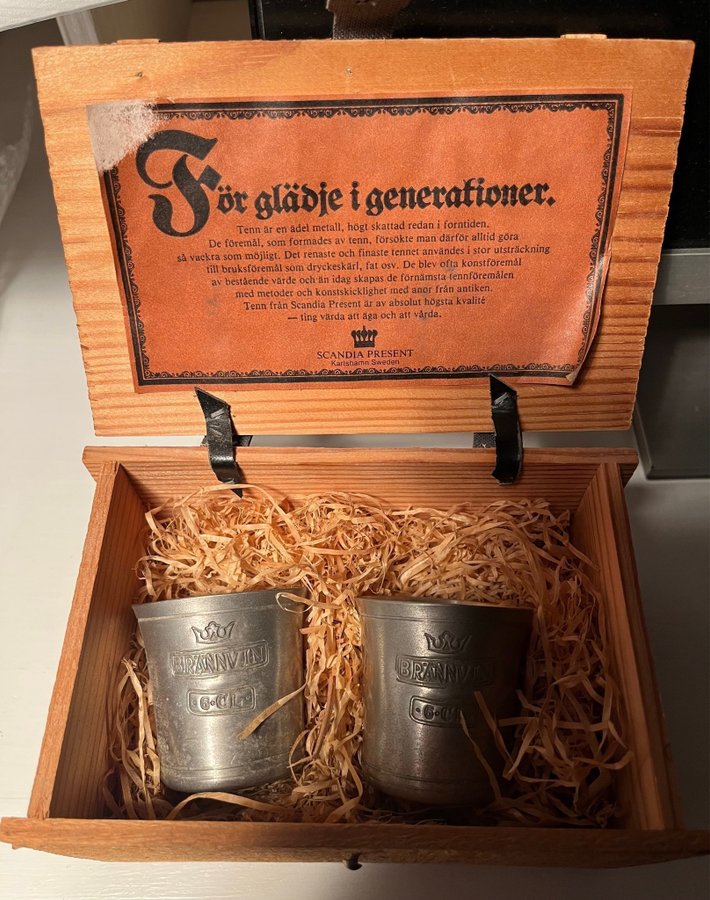 För glädje i generationer.
Tenn är en ädel metall, högt skattad redan i forntiden.
De föremål, som formades av tenn, försökte man därför alltid göra
så vackra som möjligt. Det renaste och finaste tennet användes i stor utsträckning
till bruksföremål som dryckeskärl, fat osv. De blev ofta konstföremål
av bestående värde och än idag skapas de förnämsta tennföremålen
med metoder och konstskicklighet med anor från antiken.
Tenn från Scandia Present är av absolut högsta kvalité
— ting värda att äga och att vårda.
SCANDIA PRESENT
Karlshamn Sweden
BRÄNNVIN
·6·CL·
BRÄNNVIN
·6·CL